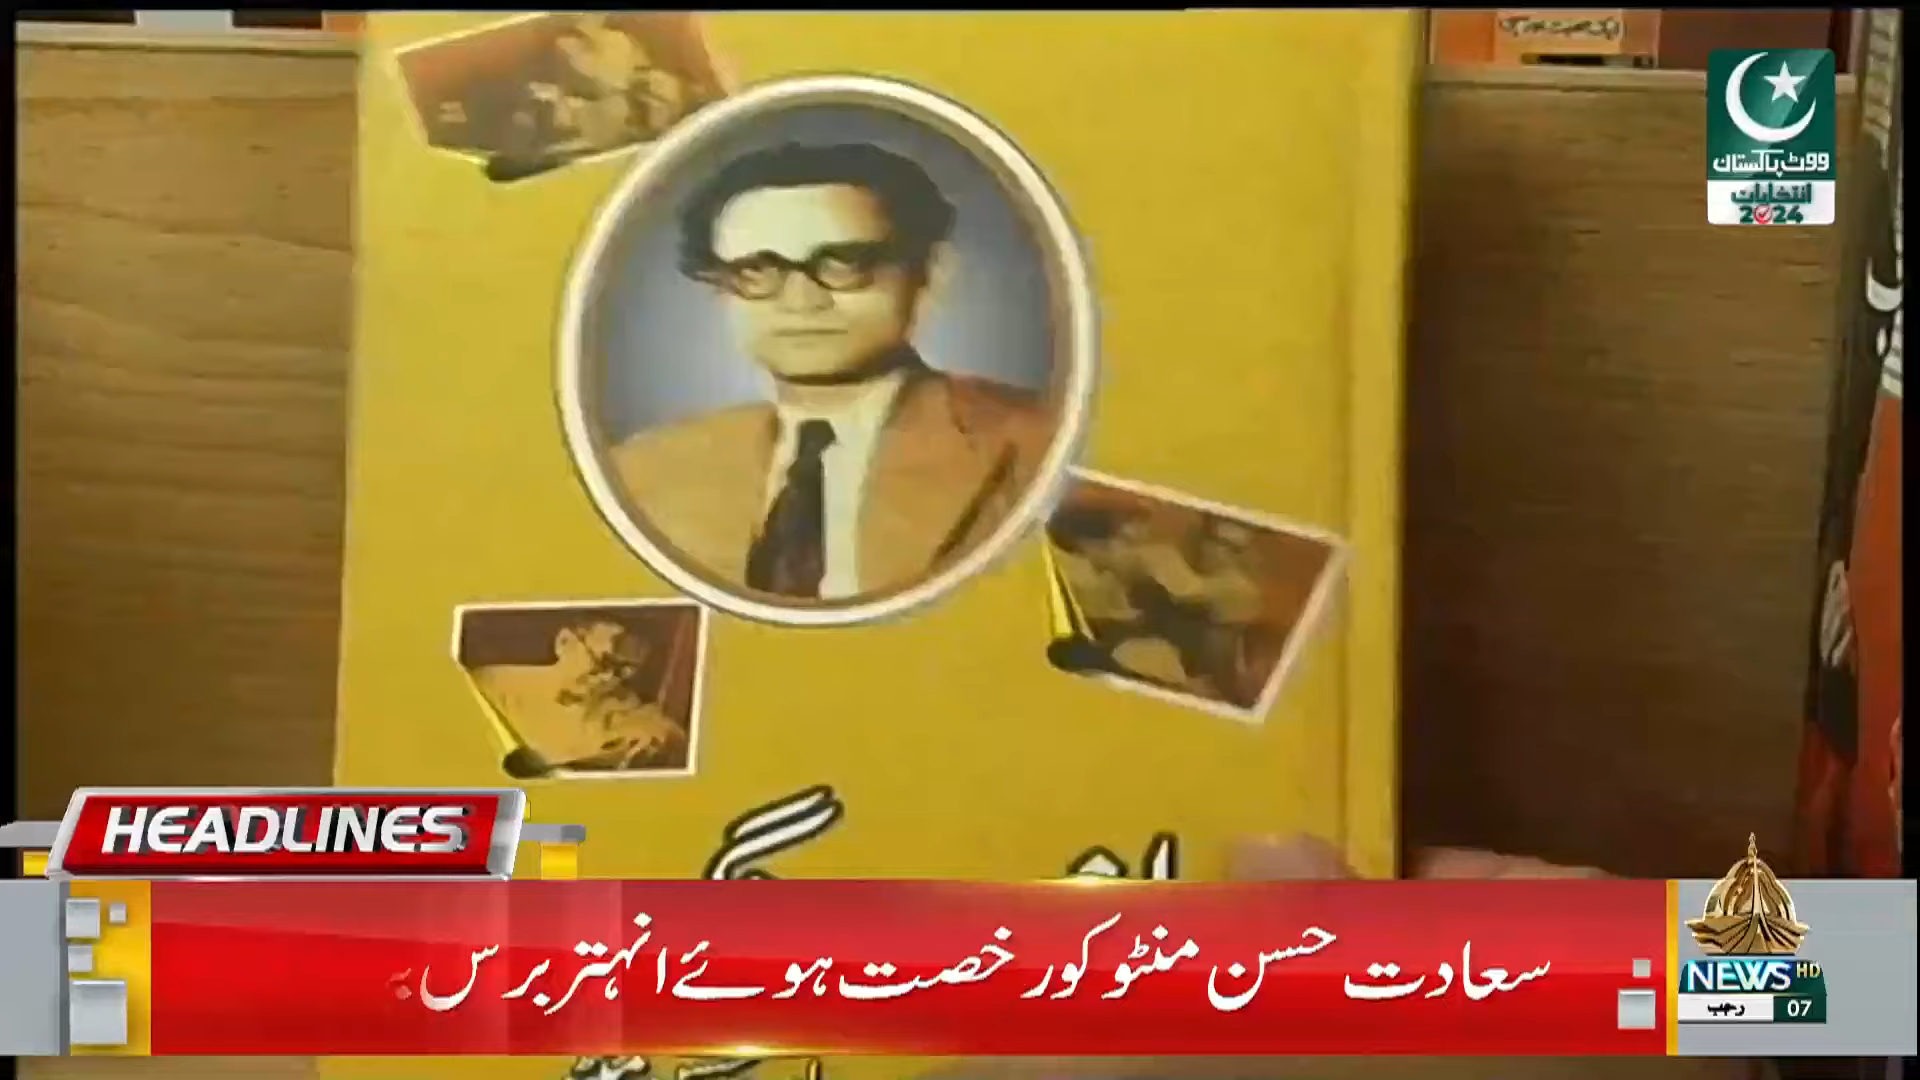 ووٹ پاکستان
انتخابات
2024
HEADLINES
سعادت حسن منٹو کو رخصت ہوئے انہتر برس
NEWS HD
رجب 07